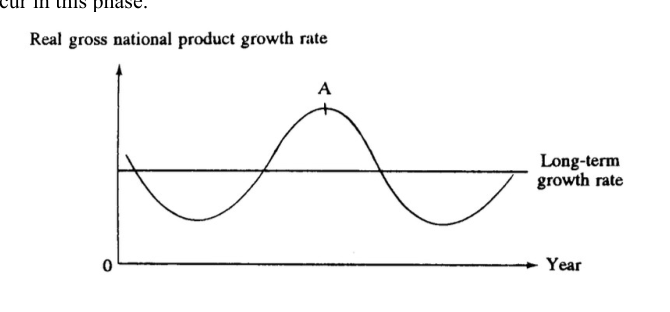 cur in this phase.
Real gross national product growth rate
A
Long-term
growth rate
0
Year